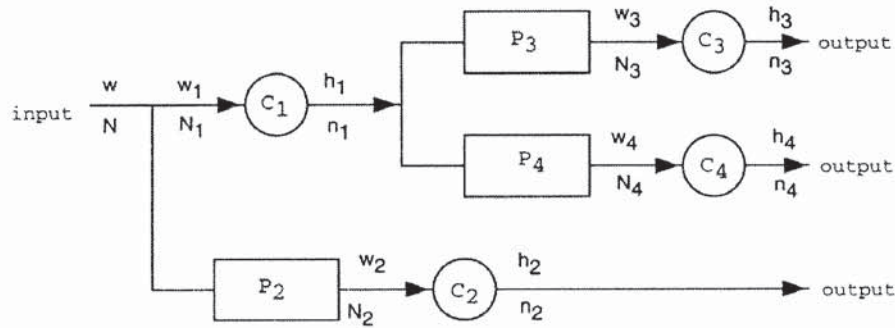 w₃ h₃
P₃ C₃ output
N₃ n₃
w w₁ h₁
input C₁
N N₁ n₁
w₄ h₄
P₄ C₄ output
N₄ n₄
w₂ h₂
P₂ C₂ output
N₂ n₂